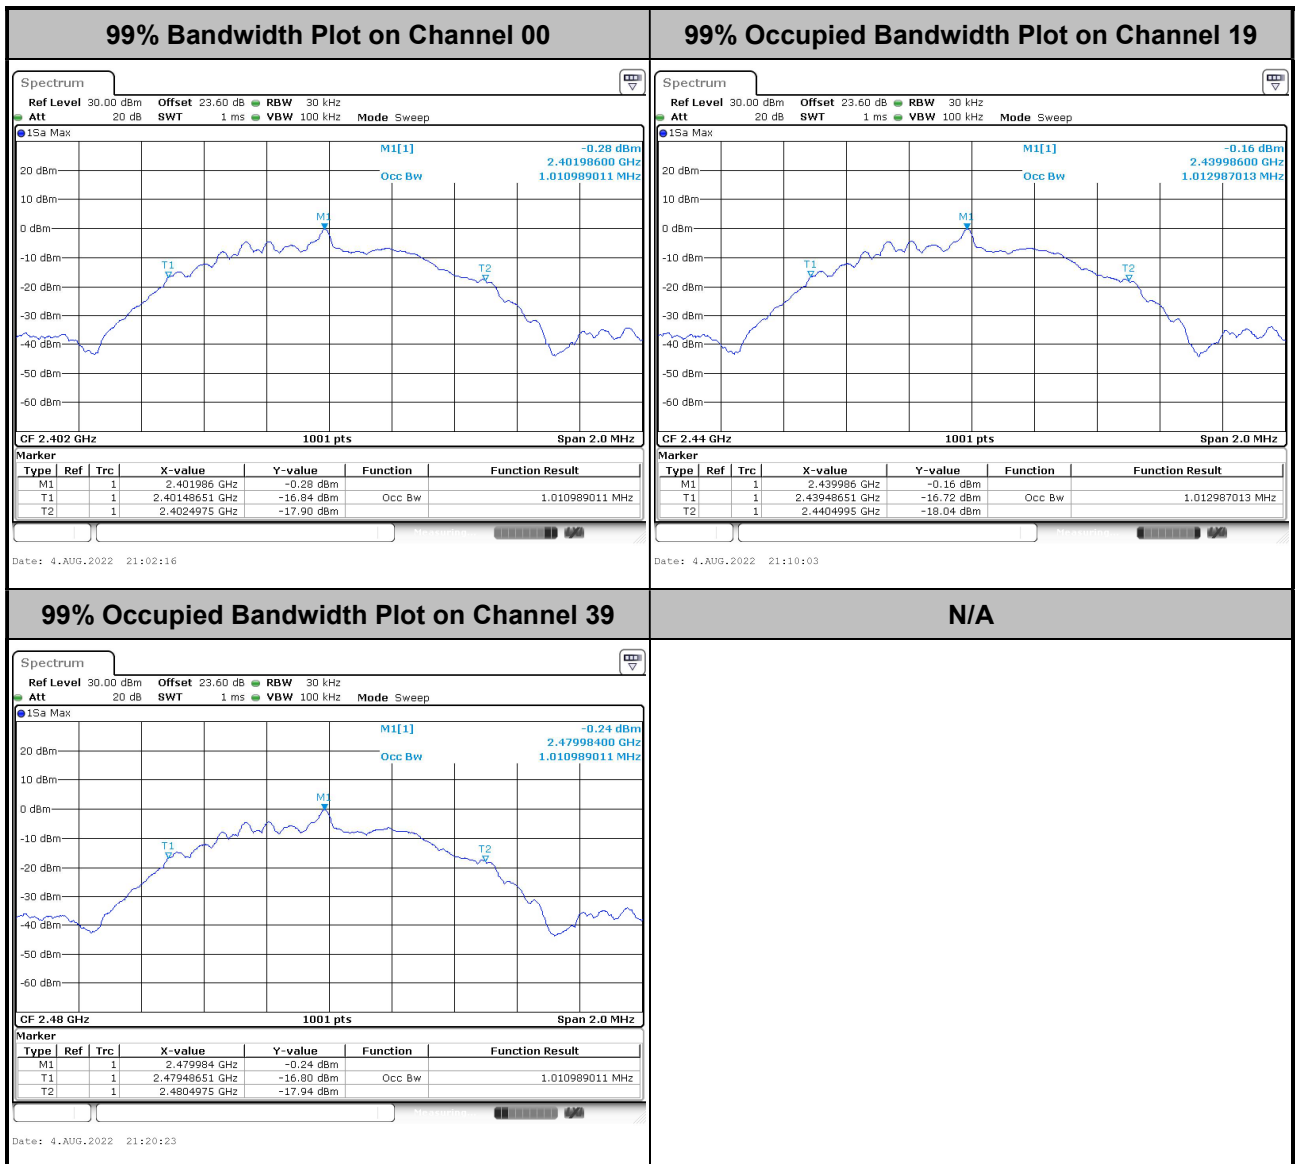 99% Bandwidth Plot on Channel 00
Spectrum
Ref Level 30.00 dBm Offset 23.60 dB RBW 30 kHz
Att 20 dB SWT 1 ms VBW 100 kHz Mode Sweep
1Sa Max
M1[1] -0.28 dBm
2.40198600 GHz
Occ Bw 1.010989011 MHz
20 dBm
10 dBm
M1
0 dBm
-10 dBm
T1
T2
-20 dBm
-30 dBm
-40 dBm
-50 dBm
-60 dBm
CF 2.402 GHz 1001 pts Span 2.0 MHz
Marker
Type Ref Trc X-value Y-value Function Function Result
M1 1 2.401986 GHz -0.28 dBm
T1 1 2.40148651 GHz -16.84 dBm Occ Bw 1.010989011 MHz
T2 1 2.4024975 GHz -17.90 dBm
Measuring...
Date: 4.AUG.2022 21:02:16
99% Occupied Bandwidth Plot on Channel 19
Spectrum
Ref Level 30.00 dBm Offset 23.60 dB RBW 30 kHz
Att 20 dB SWT 1 ms VBW 100 kHz Mode Sweep
1Sa Max
M1[1] -0.16 dBm
2.43998600 GHz
Occ Bw 1.012987013 MHz
20 dBm
10 dBm
M1
0 dBm
-10 dBm
T1
T2
-20 dBm
-30 dBm
-40 dBm
-50 dBm
-60 dBm
CF 2.44 GHz 1001 pts Span 2.0 MHz
Marker
Type Ref Trc X-value Y-value Function Function Result
M1 1 2.439986 GHz -0.16 dBm
T1 1 2.43948651 GHz -16.72 dBm Occ Bw 1.012987013 MHz
T2 1 2.4404995 GHz -18.04 dBm
Measuring...
Date: 4.AUG.2022 21:10:03
99% Occupied Bandwidth Plot on Channel 39
Spectrum
Ref Level 30.00 dBm Offset 23.60 dB RBW 30 kHz
Att 20 dB SWT 1 ms VBW 100 kHz Mode Sweep
1Sa Max
M1[1] -0.24 dBm
2.47998400 GHz
Occ Bw 1.010989011 MHz
20 dBm
10 dBm
M1
0 dBm
-10 dBm
T1
T2
-20 dBm
-30 dBm
-40 dBm
-50 dBm
-60 dBm
CF 2.48 GHz 1001 pts Span 2.0 MHz
Marker
Type Ref Trc X-value Y-value Function Function Result
M1 1 2.479984 GHz -0.24 dBm
T1 1 2.47948651 GHz -16.80 dBm Occ Bw 1.010989011 MHz
T2 1 2.4804975 GHz -17.94 dBm
Measuring...
Date: 4.AUG.2022 21:20:23
N/A